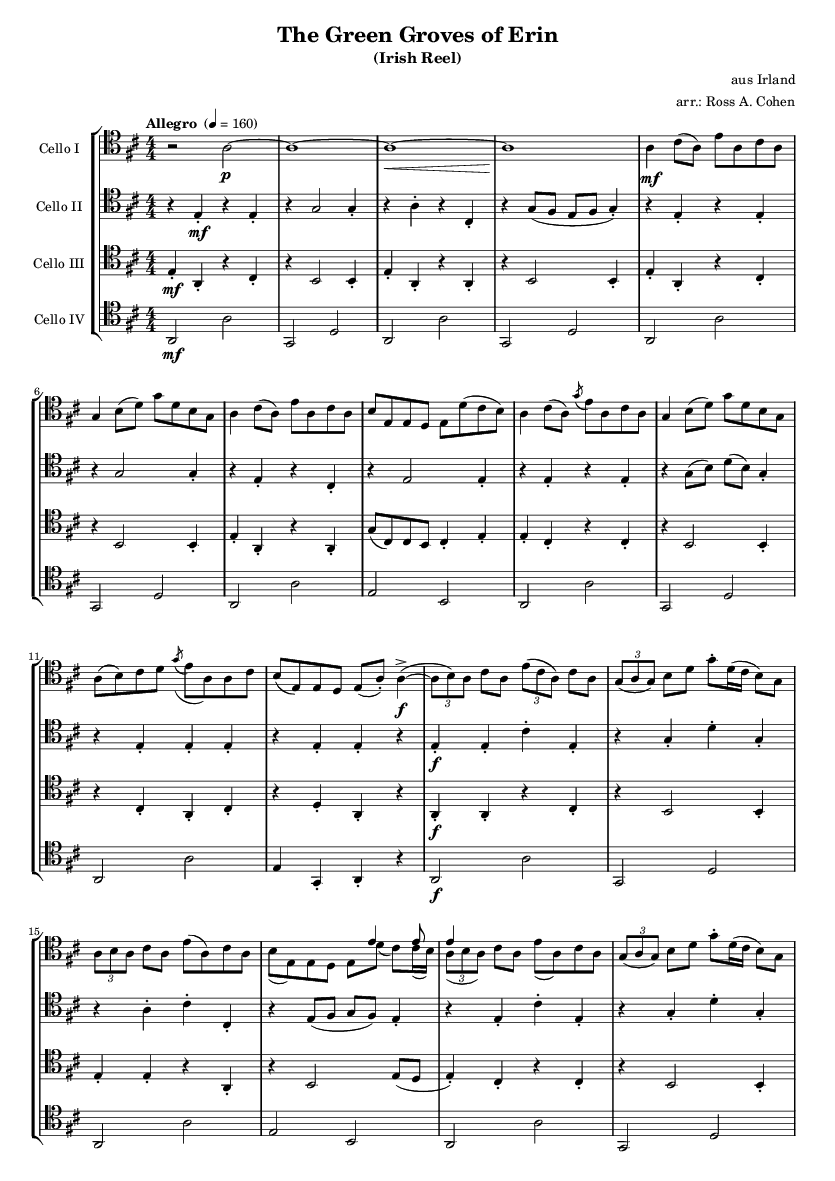 The Green Groves of Erin
(Irish Reel)
aus Irland
arr.: Ross A. Cohen
Allegro (♩ = 160)
Cello I
p
mf
Cello II
mf
Cello III
mf
Cello IV
mf
6
11
f
3
3
3
f
f
f
15
3
3
3